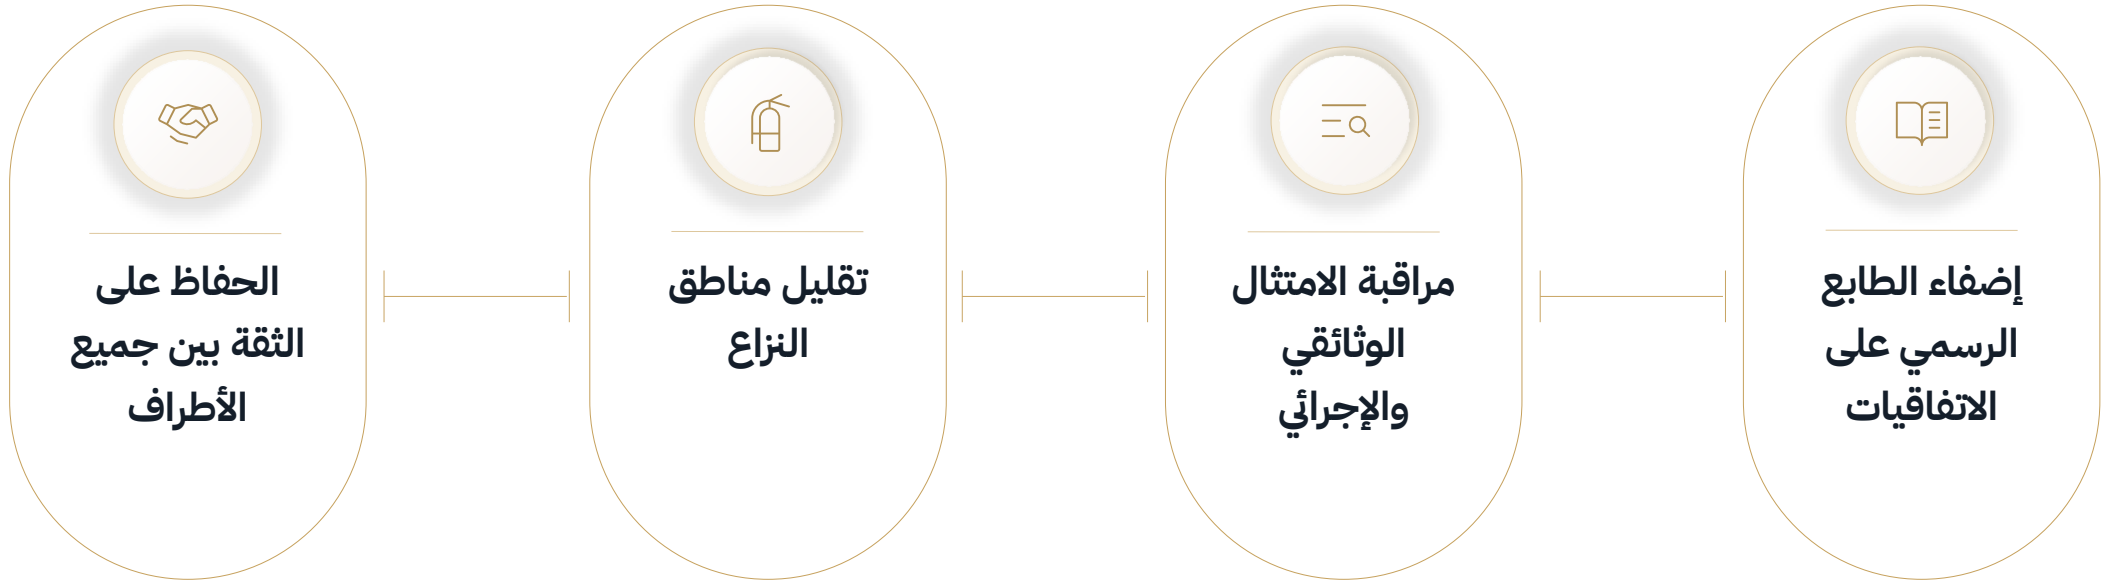 إضفاء الطابع
الرسمي على
الاتفاقيات
مراقبة الامتثال
الوثائقي
والإجرائي
تقليل مناطق
النزاع
الحفاظ على
الثقة بين جميع
الأطراف